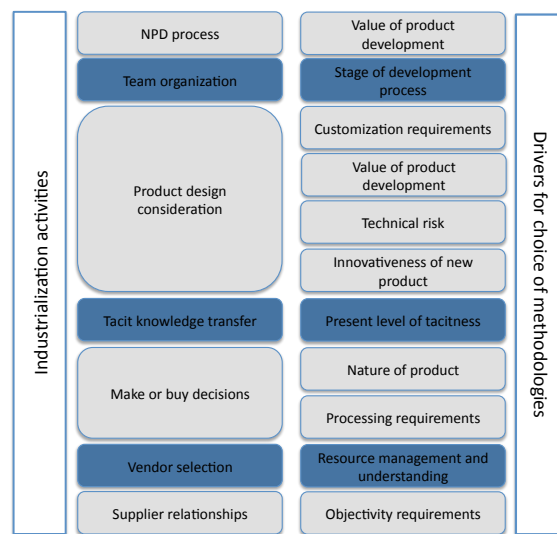 Industrialization activities
NPD process
Value of product
development
Team organization
Stage of development
process
Product design
consideration
Customization requirements
Value of product
development
Technical risk
Innovativeness of new
product
Tacit knowledge transfer
Present level of tacitness
Make or buy decisions
Nature of product
Processing requirements
Vendor selection
Resource management and
understanding
Supplier relationships
Objectivity requirements
Drivers for choice of methodologies